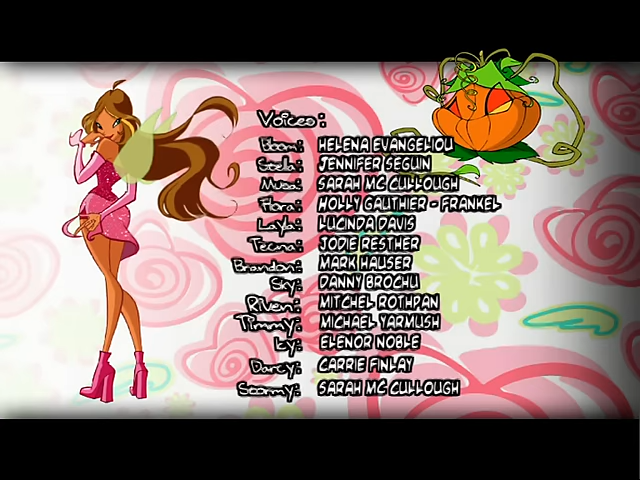 Voices:
Bloom: HELENA EVANGELIOU
Stella: JENNIFER SEGUIN
Musa: SARAH MC CULLOUGH
Flora: HOLLY GAUTHIER - FRANKEL
Layla: LUCINDA DAVIS
Tecna: JODIE RESTHER
Brandon: MARK HAUSER
Sky: DANNY BROCHU
Riven: MITCHEL ROTHPAN
Timmy: MICHAEL YARMUSH
Icy: ELENOR NOBLE
Darcy: CARRIE FINLAY
Stormy: SARAH MC CULLOUGH